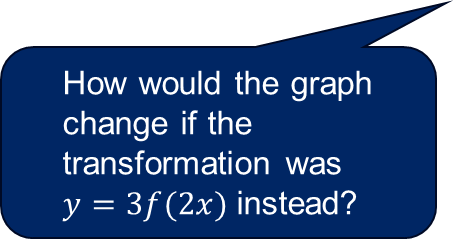 How would the graph
change if the
transformation was
y = 3f(2x) instead?